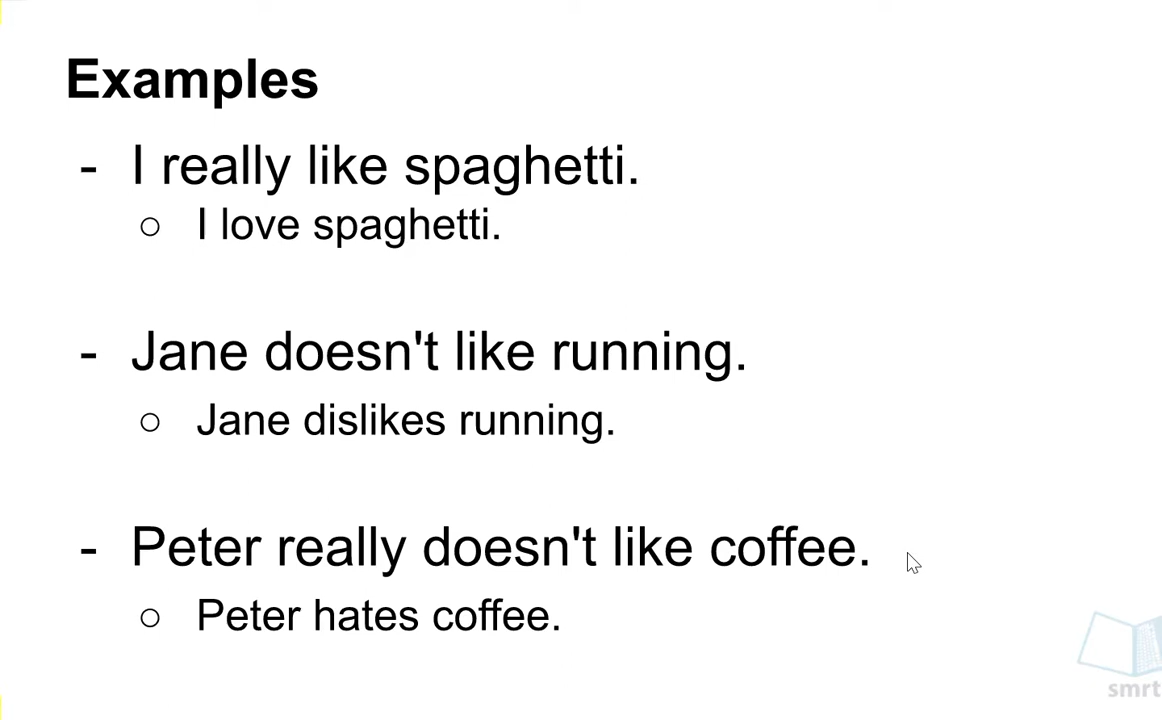 Examples
- I really like spaghetti.
○ I love spaghetti.
- Jane doesn't like running.
○ Jane dislikes running.
- Peter really doesn't like coffee.
○ Peter hates coffee.
smrt